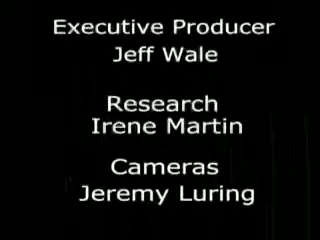 Executive Producer
Jeff Wale
Research
Irene Martin
Cameras
Jeremy Luring